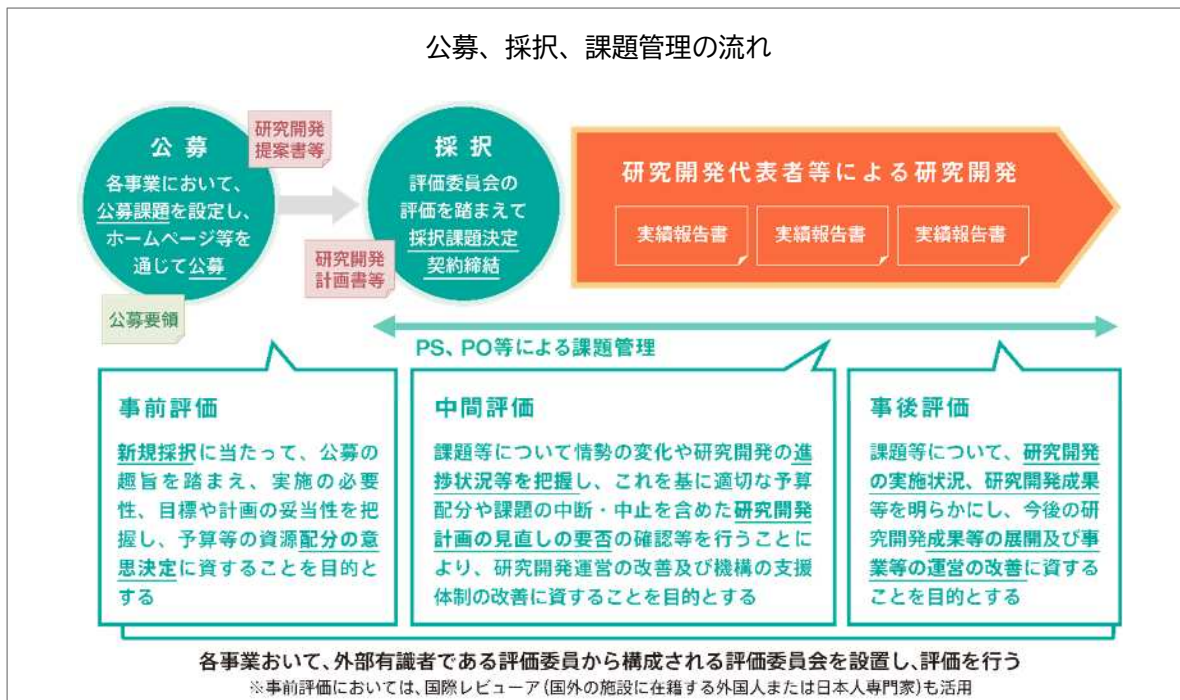 公募、採択、課題管理の流れ
公 募
各事業において、
公募課題を設定し、
ホームページ等を
通じて公募
公募要領
研究開発
提案書等
研究開発
計画書等
採 択
評価委員会の
評価を踏まえて
採択課題決定
契約締結
研究開発代表者等による研究開発
実績報告書
実績報告書
実績報告書
PS、PO等による課題管理
事前評価
新規採択に当たって、公募の
趣旨を踏まえ、実施の必要
性、目標や計画の妥当性を把
握し、予算等の資源配分の意
思決定に資することを目的と
する
中間評価
課題等について情勢の変化や研究開発の進
捗状況等を把握し、これを基に適切な予算
配分や課題の中断・中止を含めた研究開発
計画の見直しの要否の確認等を行うことに
より、研究開発運営の改善及び機構の支援
体制の改善に資することを目的とする
事後評価
課題等について、研究開発
の実施状況、研究開発成果
等を明らかにし、今後の研
究開発成果等の展開及び事
業等の運営の改善に資する
ことを目的とする
各事業おいて、外部有識者である評価委員から構成される評価委員会を設置し、評価を行う
※事前評価においては、国際レビューア(国外の施設に在籍する外国人または日本人専門家)も活用